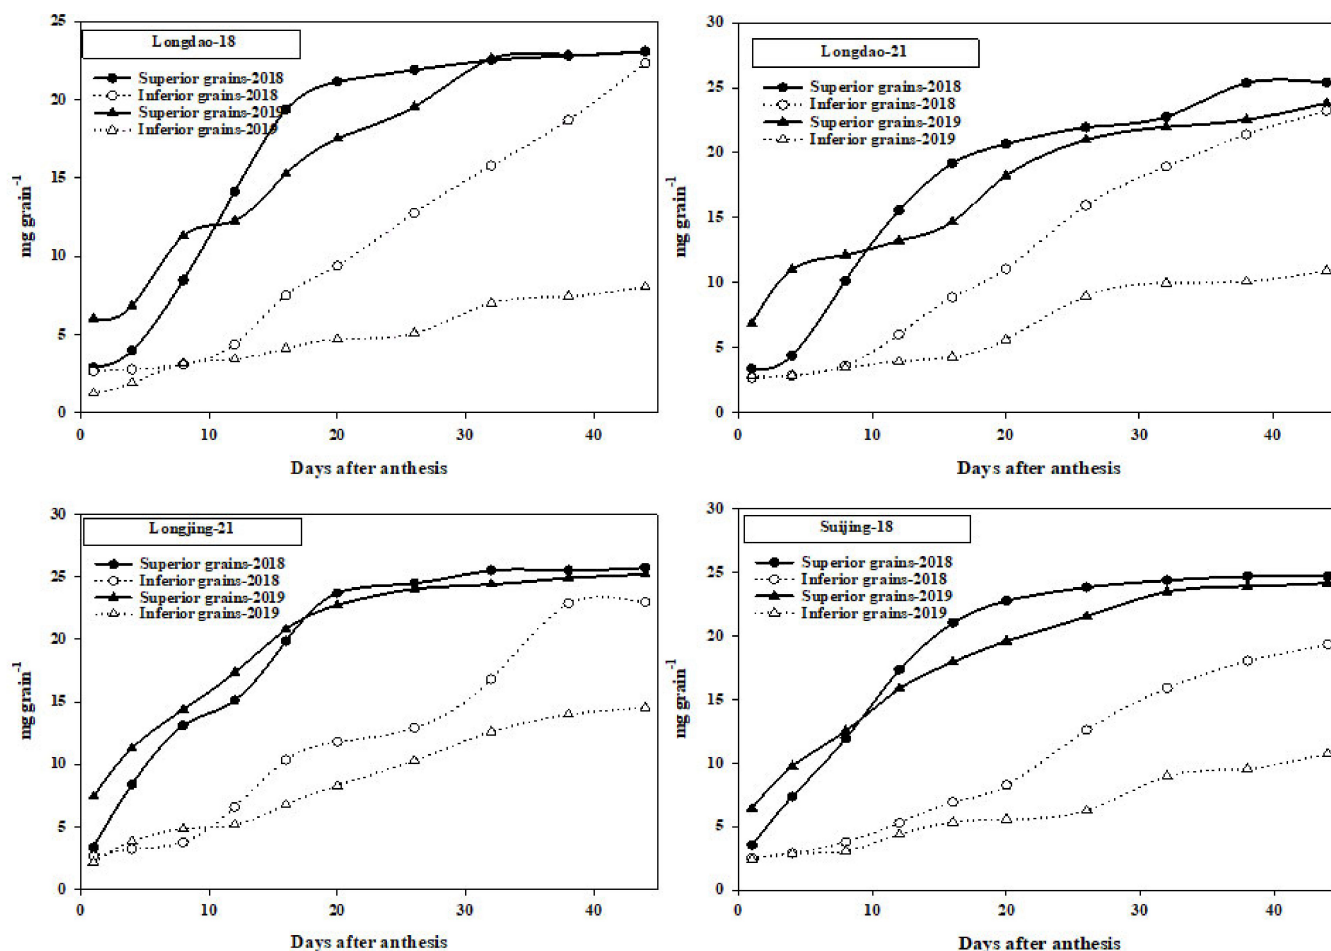 Longdao-18
Superior grains-2018
Inferior grains-2018
Superior grains-2019
Inferior grains-2019
25
20
15
10
5
0
mg grain⁻¹
0 10 20 30 40
Days after anthesis
Longdao-21
Superior grains-2018
Inferior grains-2018
Superior grains-2019
Inferior grains-2019
30
25
20
15
10
5
0
mg grain⁻¹
0 10 20 30 40
Days after anthesis
Longjing-21
Superior grains-2018
Inferior grains-2018
Superior grains-2019
Inferior grains-2019
30
25
20
15
10
5
0
mg grain⁻¹
0 10 20 30 40
Days after anthesis
Suijing-18
Superior grains-2018
Inferior grains-2018
Superior grains-2019
Inferior grains-2019
30
25
20
15
10
5
0
mg grain⁻¹
0 10 20 30 40
Days after anthesis